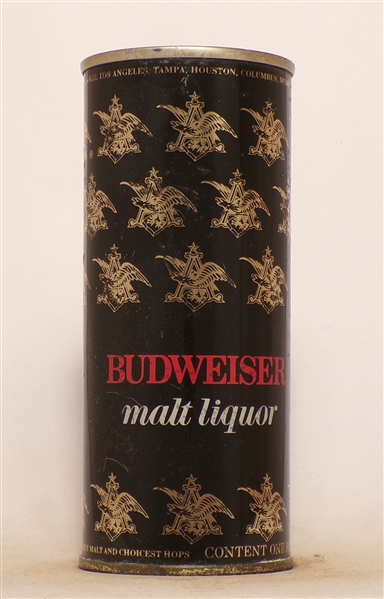 LOS ANGELES, TAMPA, HOUSTON, COLUMBUS,
BUDWEISER
malt liquor
MALT AND CHOICEST HOPS CONTENT ONE